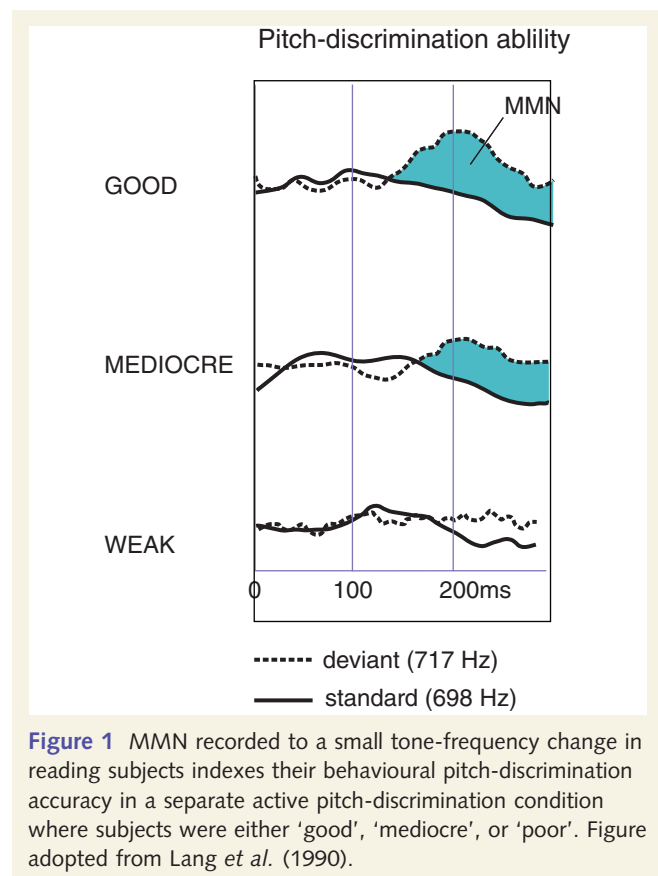 Pitch-discrimination ablility
MMN
GOOD
MEDIOCRE
WEAK
0 100 200ms
deviant (717 Hz)
standard (698 Hz)
Figure 1 MMN recorded to a small tone-frequency change in
reading subjects indexes their behavioural pitch-discrimination
accuracy in a separate active pitch-discrimination condition
where subjects were either ‘good’, ‘mediocre’, or ‘poor’. Figure
adopted from Lang et al. (1990).